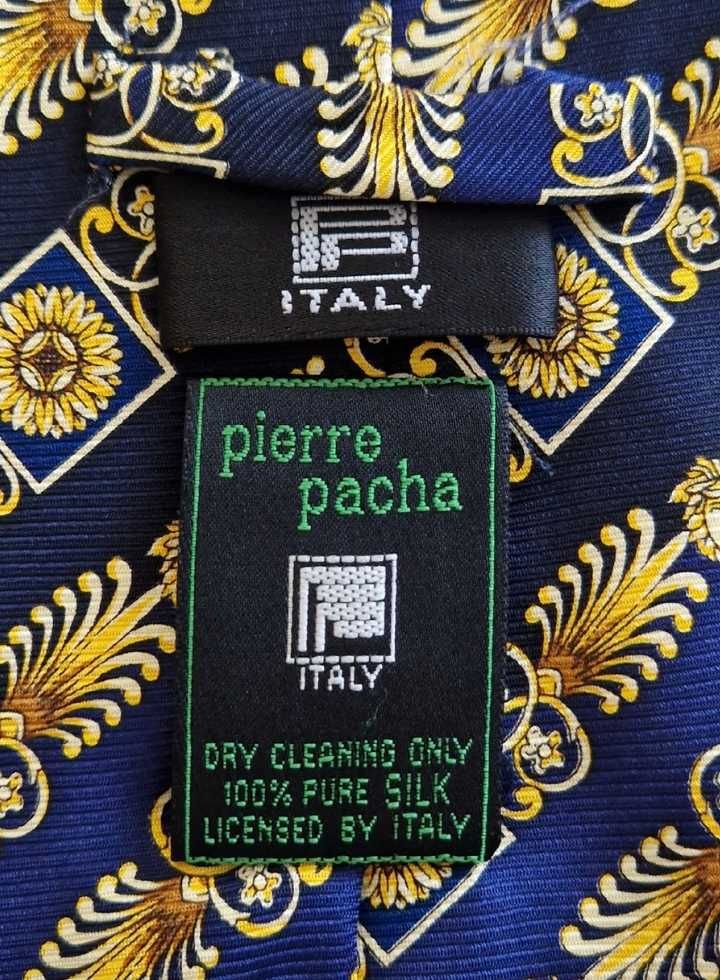 ITALY
pierre
pacha
ITALY
DRY CLEANING ONLY
100% PURE SILK
LICENSED BY ITALY